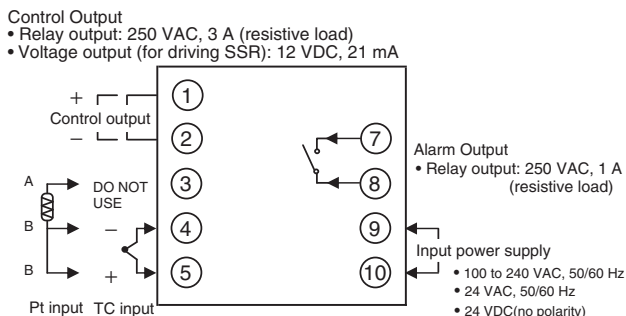 Control Output
• Relay output: 250 VAC, 3 A (resistive load)
• Voltage output (for driving SSR): 12 VDC, 21 mA
+
Control output
−
1
2
3
4
5
A
B
B
DO NOT
USE
−
+
Pt input
TC input
7
8
9
10
Alarm Output
• Relay output: 250 VAC, 1 A
(resistive load)
Input power supply
• 100 to 240 VAC, 50/60 Hz
• 24 VAC, 50/60 Hz
• 24 VDC(no polarity)